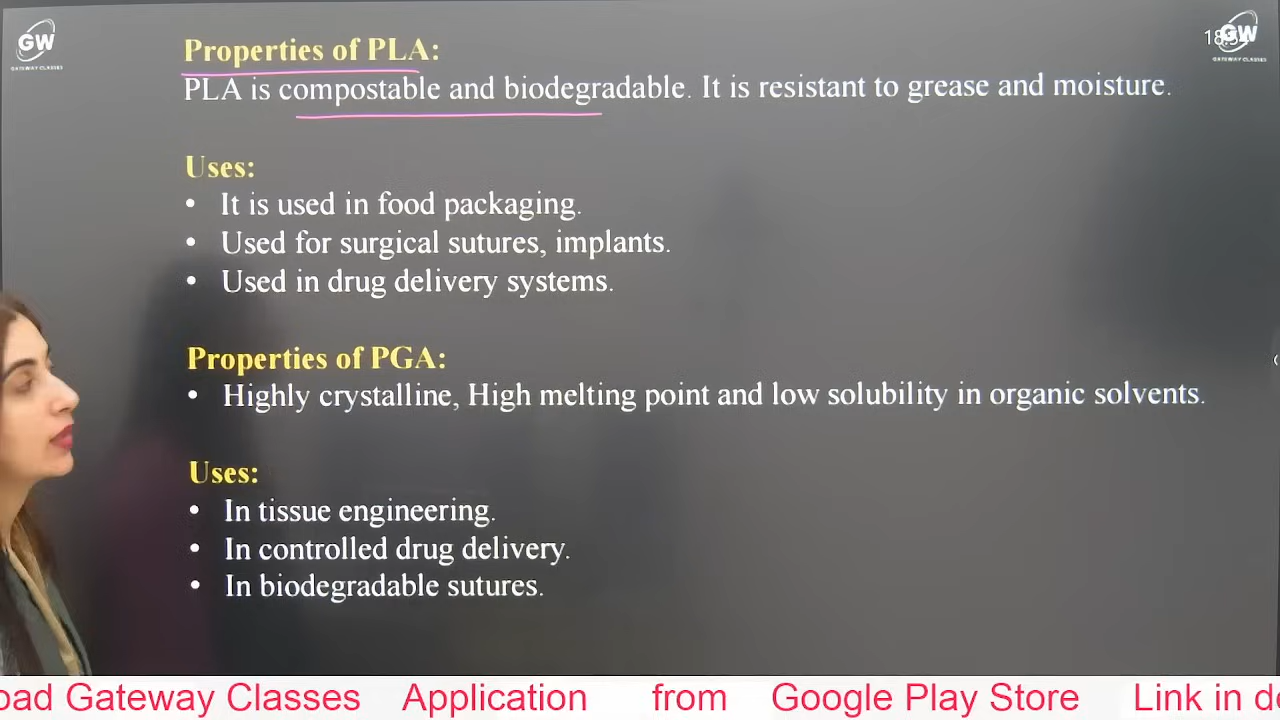 GW
GATEWAY CLASSES
GW
GATEWAY CLASSES
Properties of PLA:
PLA is compostable and biodegradable. It is resistant to grease and moisture.
Uses:
• It is used in food packaging.
• Used for surgical sutures, implants.
• Used in drug delivery systems.
Properties of PGA:
• Highly crystalline, High melting point and low solubility in organic solvents.
Uses:
• In tissue engineering.
• In controlled drug delivery.
• In biodegradable sutures.
oad Gateway Classes Application from Google Play Store Link in de